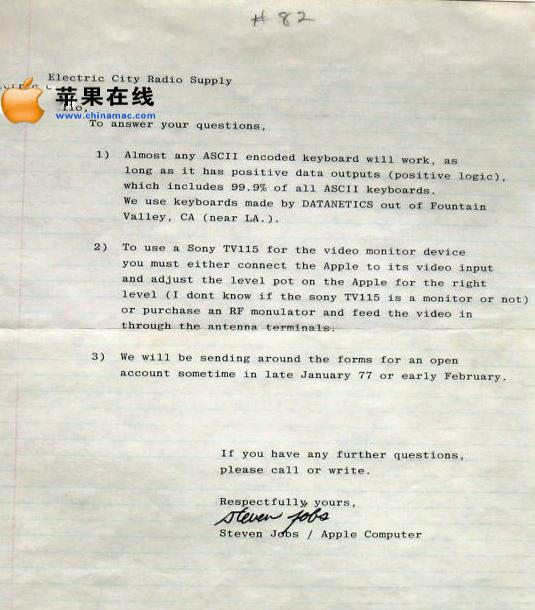 # 82
Electric City Radio Supply
苹果在线
www.chinamac.com
To answer your questions,
1) Almost any ASCII encoded keyboard will work, as
long as it has positive data outputs (positive logic),
which includes 99.9% of all ASCII keyboards.
We use keyboards made by DATANETICS out of Fountain
Valley, CA (near LA.).
2) To use a Sony TV115 for the video monitor device
you must either connect the Apple to its video input
and adjust the level pot on the Apple for the right
level (I dont know if the sony TV115 is a monitor or not)
or purchase an RF monulator and feed the video in
through the antenna terminals.
3) We will be sending around the forms for an open
account sometime in late January 77 or early February.
If you have any further questions,
please call or write.
Respectfully yours,
steven jobs
Steven Jobs / Apple Computer